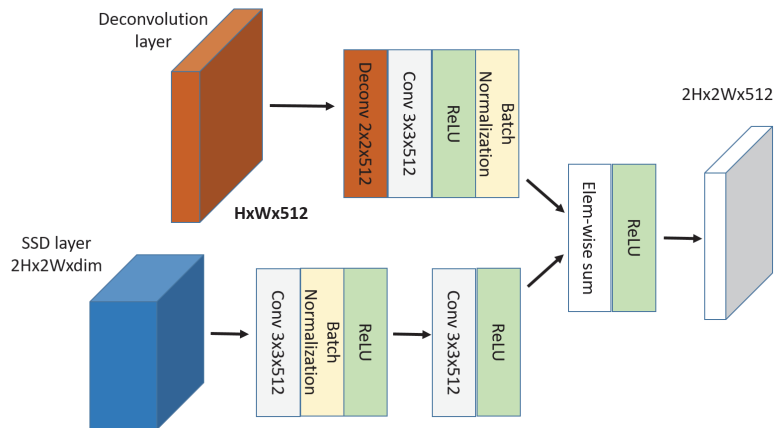 Deconvolution
layer
HxWx512
Deconv 2x2x512
Conv 3x3x512
ReLU
Batch
Normalization
SSD layer
2Hx2Wxdim
Conv 3x3x512
Batch
Normalization
ReLU
Conv 3x3x512
ReLU
Elem-wise sum
ReLU
2Hx2Wx512